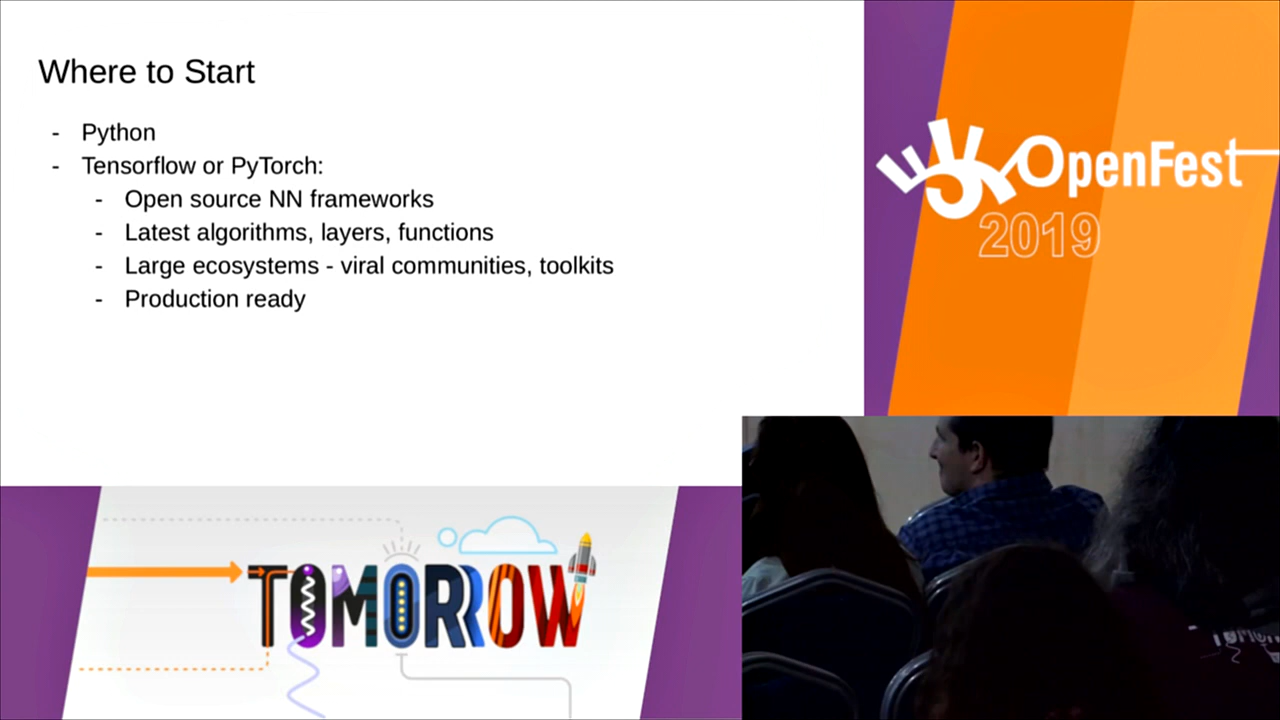 Where to Start
- Python
- Tensorflow or PyTorch:
- Open source NN frameworks
- Latest algorithms, layers, functions
- Large ecosystems - viral communities, toolkits
- Production ready
OpenFest
2019
TOMORROW